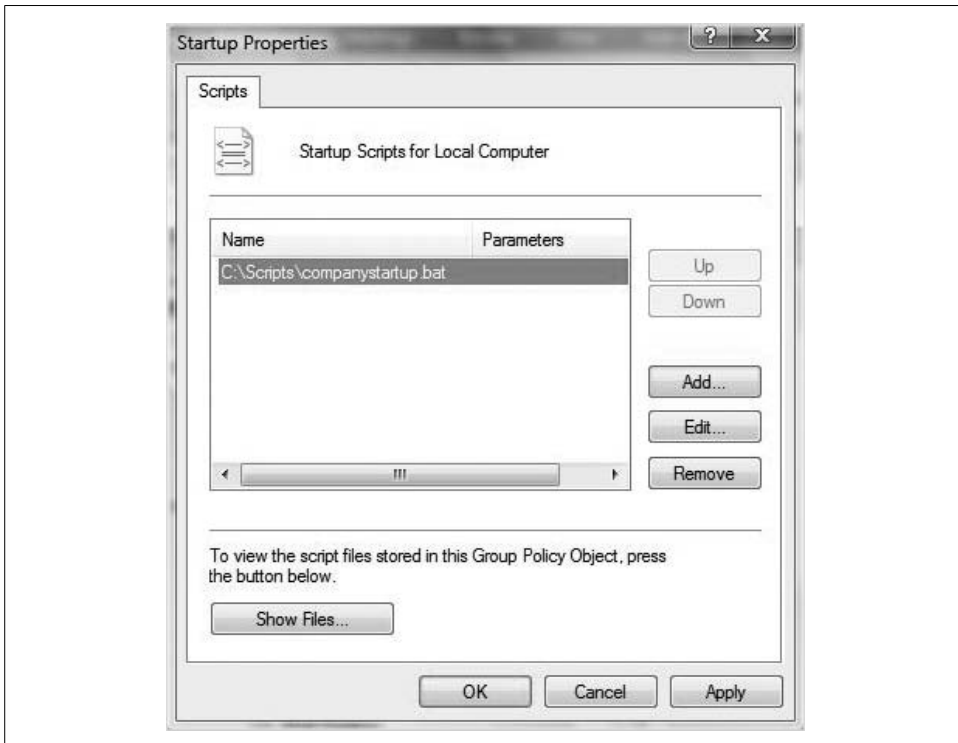 Startup Properties
Scripts
Startup Scripts for Local Computer
Name Parameters
C:\Scripts\companystartup.bat
Up
Down
Add...
Edit...
Remove
To view the script files stored in this Group Policy Object, press
the button below.
Show Files...
OK Cancel Apply